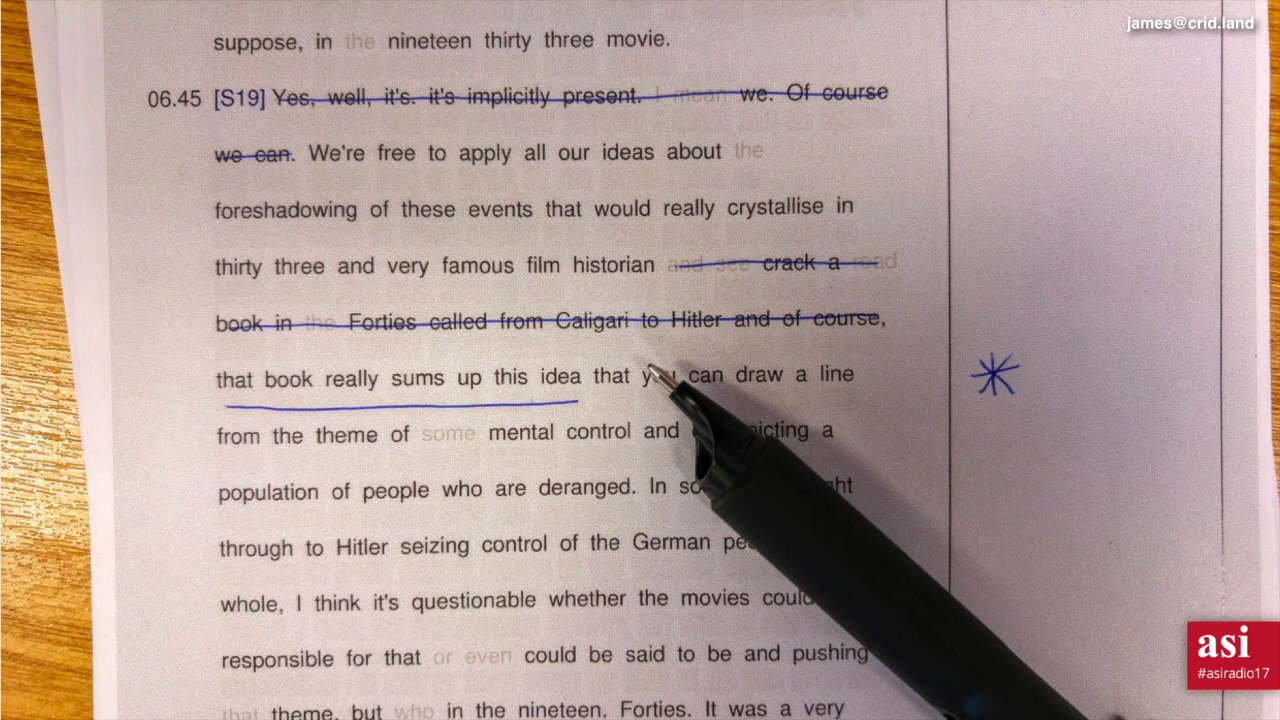 james@crid.land
suppose, in the nineteen thirty three movie.
06.45 [S19] Yes, well, it's. it's implicitly present. I mean we. Of course
we can. We're free to apply all our ideas about the
foreshadowing of these events that would really crystallise in
thirty three and very famous film historian and see crack a road
book in the Forties called from Caligari to Hitler and of course,
that book really sums up this idea that you can draw a line
from the theme of some mental control and a
population of people who are deranged. In
through to Hitler seizing control of the German
whole, I think it's questionable whether the movies
responsible for that or even could be said to be and pushing
that theme, but who in the nineteen. Forties. It was a very
asi
#asiradio17